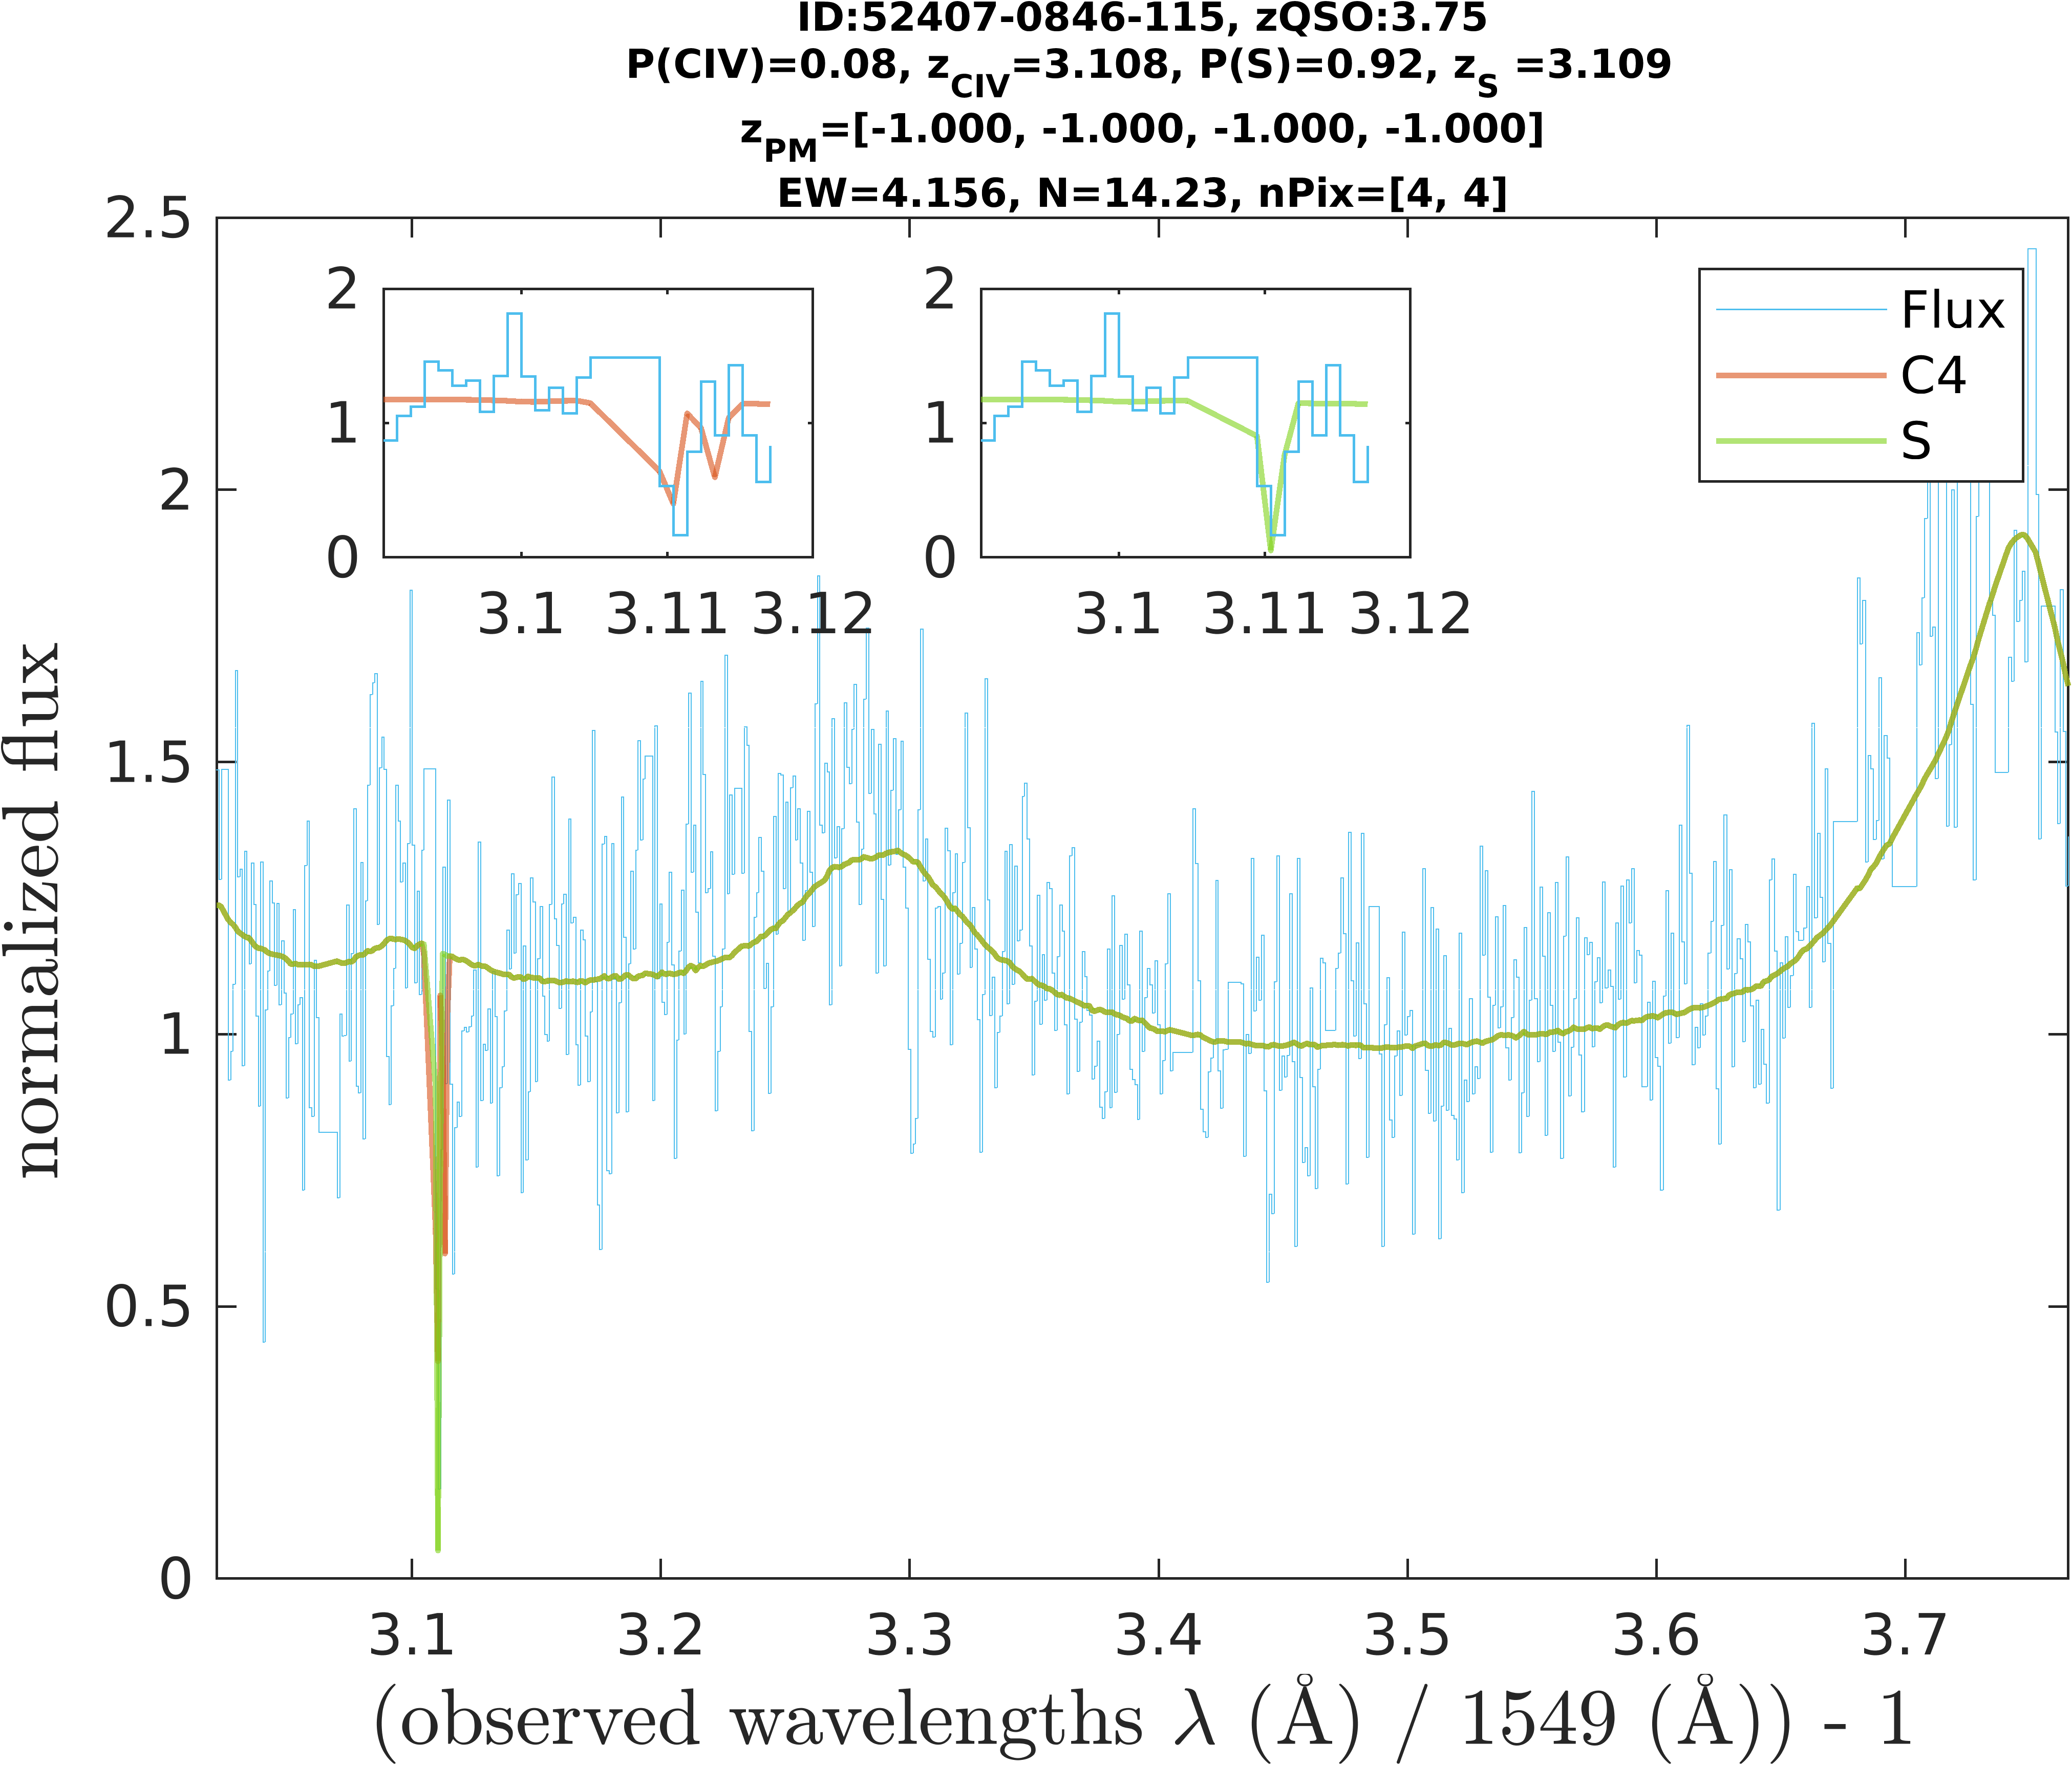 ID:52407-0846-115, zQSO:3.75
P(CIV)=0.08, z_CIV=3.108, P(S)=0.92, z_S =3.109
z_PM=[-1.000, -1.000, -1.000, -1.000]
EW=4.156, N=14.23, nPix=[4, 4]
2.5
2
1.5
1
0.5
0
normalized flux
2
1
0
3.1 3.11 3.12
2
1
0
3.1 3.11 3.12
Flux
C4
S
3.1 3.2 3.3 3.4 3.5 3.6 3.7
(observed wavelengths λ (Å) / 1549 (Å)) - 1